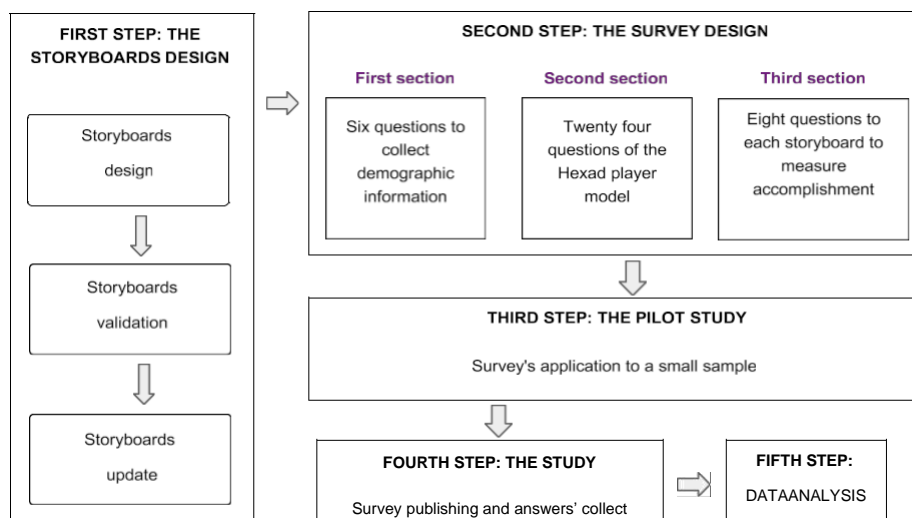 FIRST STEP: THE
STORYBOARDS DESIGN
Storyboards
design
Storyboards
validation
Storyboards
update
SECOND STEP: THE SURVEY DESIGN
First section
Six questions to
collect
demographic
information
Second section
Twenty four
questions of the
Hexad player
model
Third section
Eight questions to
each storyboard to
measure
accomplishment
THIRD STEP: THE PILOT STUDY
Survey's application to a small sample
FOURTH STEP: THE STUDY
Survey publishing and answers' collect
FIFTH STEP:
DATAANALYSIS